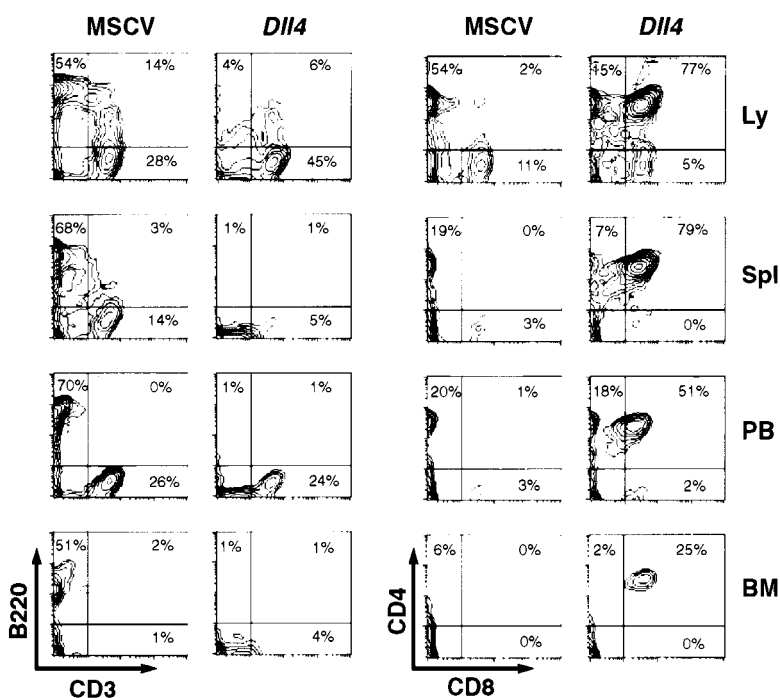 MSCV Dll4 MSCV Dll4
54% 14% 4% 6% 54% 2% 15% 77%
Ly
28% 45% 11% 5%
68% 3% 1% 1% 19% 0% 7% 79%
Spl
14% 5% 3% 0%
70% 0% 1% 1% 20% 1% 18% 51%
PB
26% 24% 3% 2%
51% 2% 1% 1% 6% 0% 2% 25%
BM
1% 4% 0% 0%
B220
CD3
CD4
CD8